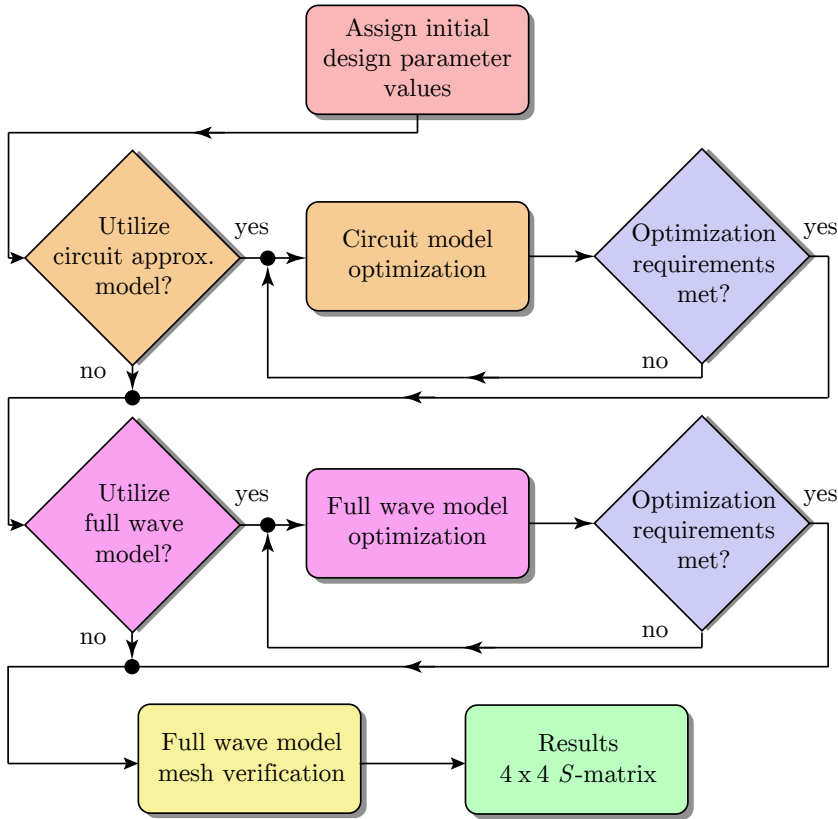 Assign initial
design parameter
values
Utilize
circuit approx.
model?
yes
Circuit model
optimization
Optimization
requirements
met?
yes
no
no
Utilize
full wave
model?
yes
Full wave model
optimization
Optimization
requirements
met?
yes
no
no
Full wave model
mesh verification
Results
4 x 4 S-matrix